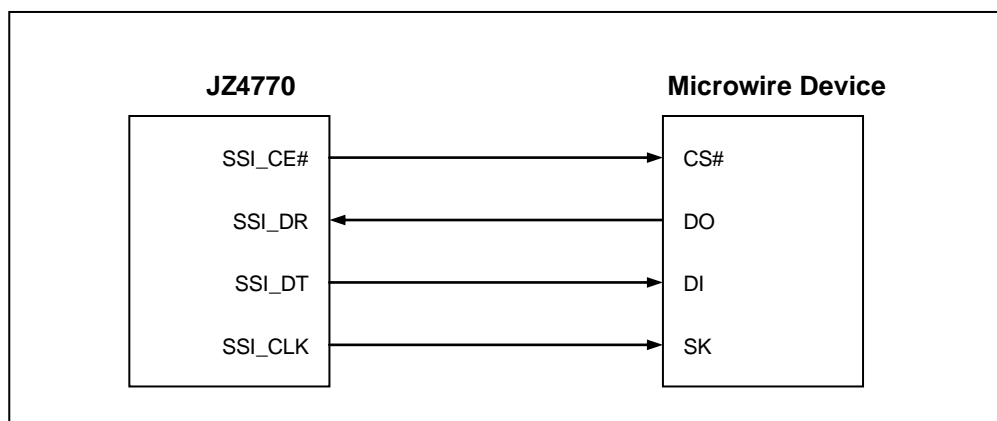 JZ4770 Microwire Device
SSI_CE# CS#
SSI_DR DO
SSI_DT DI
SSI_CLK SK